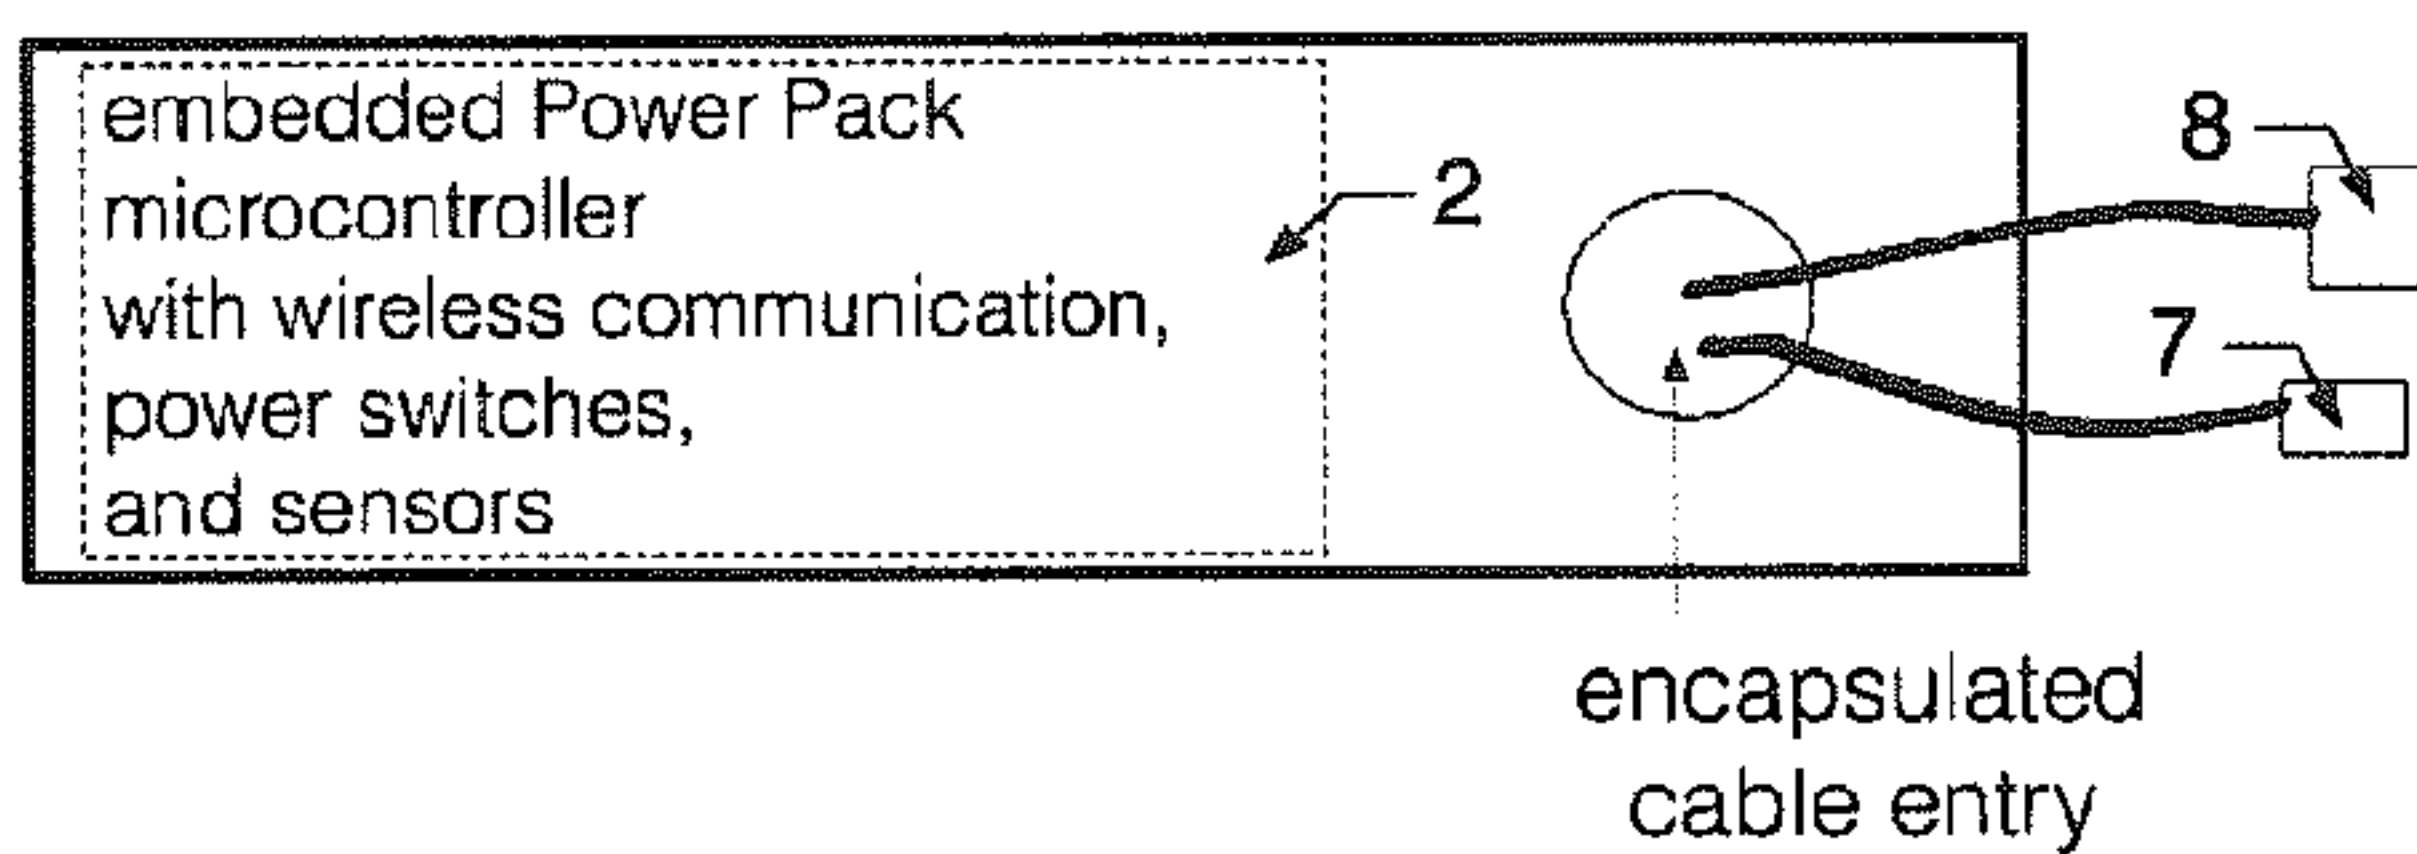 embedded Power Pack
microcontroller
with wireless communication,
power switches,
and sensors
2
8
7
encapsulated
cable entry